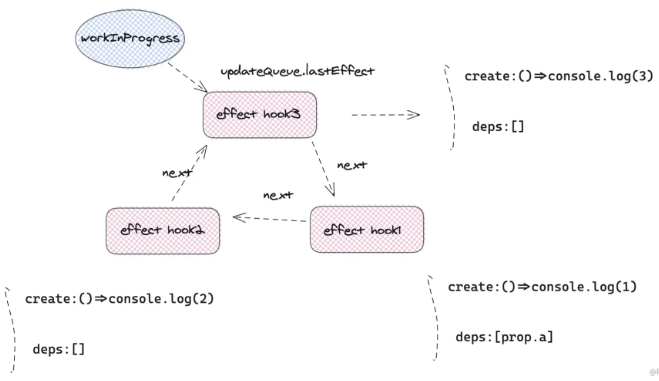 workInProgress
updateQueue.lastEffect
create:()⇒console.log(3)
effect hook3
deps:[]
next
next
next
effect hook2
effect hook1
create:()⇒console.log(2)
create:()⇒console.log(1)
deps:[prop.a]
deps:[]